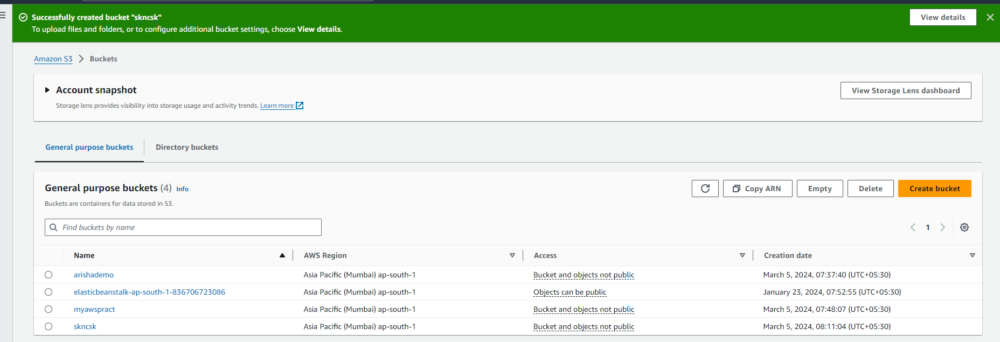 Successfully created bucket "skncsk"
To upload files and folders, or to configure additional bucket settings, choose View details.
View details
Amazon S3 > Buckets
Account snapshot
Storage lens provides visibility into storage usage and activity trends. Learn more
View Storage Lens dashboard
General purpose buckets
Directory buckets
General purpose buckets (4) Info
Buckets are containers for data stored in S3.
Copy ARN
Empty
Delete
Create bucket
Find buckets by name
1
Name AWS Region Access Creation date
arishademo Asia Pacific (Mumbai) ap-south-1 Bucket and objects not public March 5, 2024, 07:37:40 (UTC+05:30)
elasticbeanstalk-ap-south-1-836706723086 Asia Pacific (Mumbai) ap-south-1 Objects can be public January 23, 2024, 07:52:55 (UTC+05:30)
myawspract Asia Pacific (Mumbai) ap-south-1 Bucket and objects not public March 5, 2024, 07:48:07 (UTC+05:30)
skncsk Asia Pacific (Mumbai) ap-south-1 Bucket and objects not public March 5, 2024, 08:11:04 (UTC+05:30)